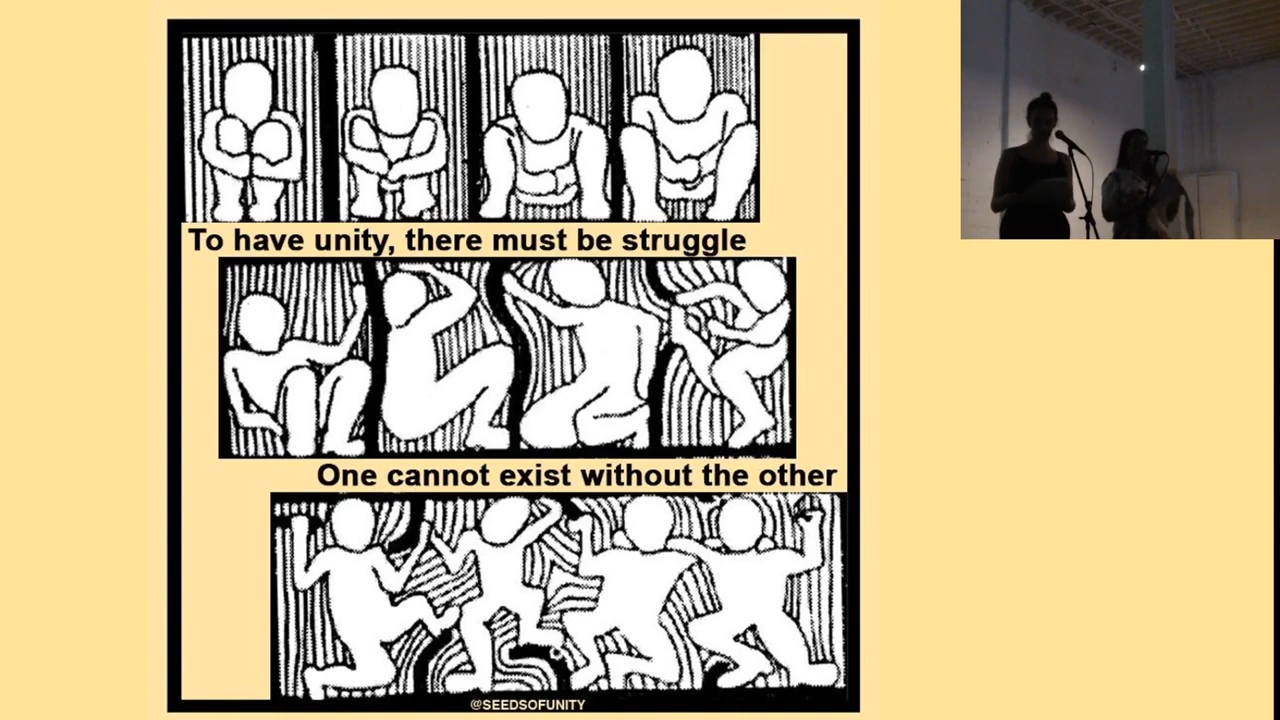 To have unity, there must be struggle
One cannot exist without the other
@SEEDSOFUNITY